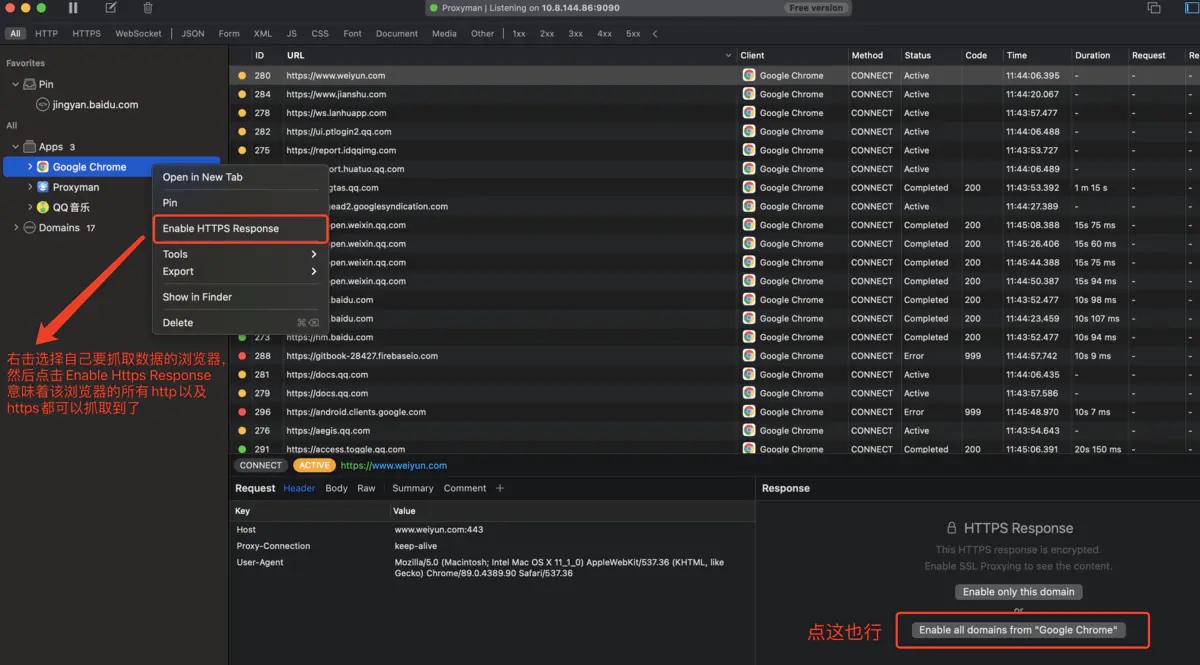 Proxyman | Listening on 10.8.144.86:9090
Free version
All HTTP HTTPS WebSocket JSON Form XML JS CSS Font Document Media Other 1xx 2xx 3xx 4xx 5xx
Favorites
Pin
jingyan.baidu.com
All
Apps 3
Google Chrome
Proxyman
QQ音乐
Domains 17
Open in New Tab
Pin
Enable HTTPS Response
Tools
Export
Show in Finder
Delete
右击选择自己要抓取数据的浏览器,
然后点击Enable Https Response
意味着该浏览器的所有http以及
https都可以抓取到了
ID URL Client Method Status Code Time Duration Request Re
280 https://www.weiyun.com Google Chrome CONNECT Active 11:44:06.395 - -
284 https://www.jianshu.com Google Chrome CONNECT Active 11:44:20.067 - -
278 https://ws.lanhuapp.com Google Chrome CONNECT Active 11:43:57.477 - -
282 https://ui.ptlogin2.qq.com Google Chrome CONNECT Active 11:44:06.488 - -
275 https://report.idqqimg.com Google Chrome CONNECT Active 11:43:53.727 - -
ort.huatuo.qq.com Google Chrome CONNECT Active 11:44:06.489 - -
gtas.qq.com Google Chrome CONNECT Completed 200 11:43:53.392 1 m 15 s -
ead2.googlesyndication.com Google Chrome CONNECT Active 11:44:27.389 - -
pen.weixin.qq.com Google Chrome CONNECT Completed 200 11:45:08.388 15s 75 ms -
pen.weixin.qq.com Google Chrome CONNECT Completed 200 11:45:26.406 15s 60 ms -
pen.weixin.qq.com Google Chrome CONNECT Completed 200 11:45:44.388 15s 75 ms -
pen.weixin.qq.com Google Chrome CONNECT Completed 200 11:44:50.387 15s 94 ms -
.baidu.com Google Chrome CONNECT Completed 200 11:43:52.477 10s 98 ms -
.baidu.com Google Chrome CONNECT Completed 200 11:44:23.459 10s 107 ms -
273 https://hm.baidu.com Google Chrome CONNECT Completed 200 11:43:52.477 10s 94 ms -
288 https://gitbook-28427.firebaseio.com Google Chrome CONNECT Error 999 11:44:57.742 10s 9 ms -
281 https://docs.qq.com Google Chrome CONNECT Active 11:44:06.435 - -
279 https://docs.qq.com Google Chrome CONNECT Active 11:43:57.586 - -
296 https://android.clients.google.com Google Chrome CONNECT Error 999 11:45:48.970 10s 7 ms -
276 https://aegis.qq.com Google Chrome CONNECT Active 11:43:54.643 - -
291 https://access.toggle.qq.com Google Chrome CONNECT Completed 200 11:45:06.391 20s 150 ms -
CONNECT ACTIVE https://www.weiyun.com
Request Header Body Raw Summary Comment +
Key Value
Host www.weiyun.com:443
Proxy-Connection keep-alive
User-Agent Mozilla/5.0 (Macintosh; Intel Mac OS X 11_1_0) AppleWebKit/537.36 (KHTML, like
Gecko) Chrome/89.0.4389.90 Safari/537.36
Response
HTTPS Response
This HTTPS response is encrypted.
Enable SSL Proxying to see the content.
Enable only this domain
or
点这也行
Enable all domains from "Google Chrome"